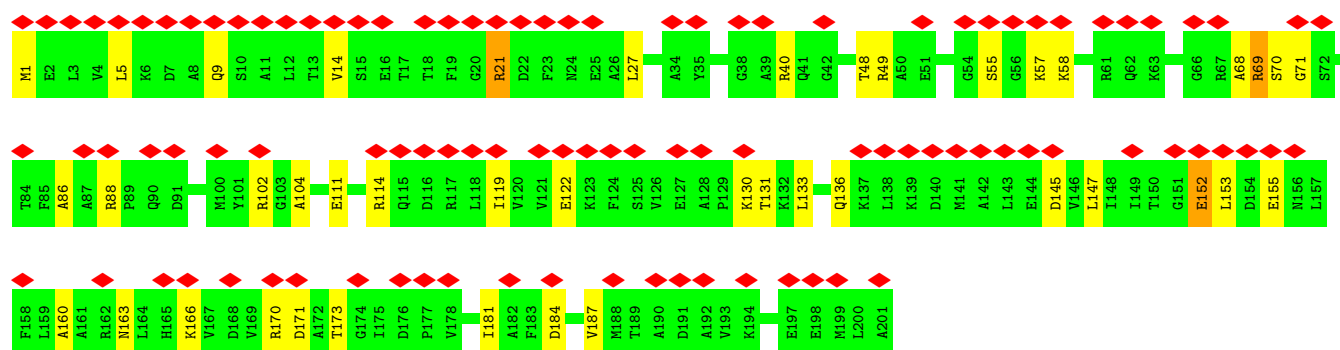 M1 E2 L3 V4 L5 K6 D7 A8 Q9 S10 A11 L12 T13 V14 S15 E16 T17 T18 F19 G20 R21 D22 F23 N24 E25 A26 L27 A34 Y35 G38 A39 R40 Q41 G42 T48 R49 A50 E51 G54 S55 G56 K57 K58 R61 Q62 K63 G66 R67 A68 R69 S70 G71 S72
T84 F85 A86 A87 R88 P89 Q90 D91 M100 Y101 R102 G103 A104 E111 R114 Q115 D116 R117 L118 I119 V120 V121 E122 K123 F124 S125 V126 E127 A128 P129 K130 T131 K132 L133 Q136 K137 L138 K139 D140 M141 A142 L143 E144 D145 V146 L147 I148 I149 T150 G151 E152 L153 D154 E155 N156 L157
F158 L159 A160 A161 R162 N163 L164 H165 K166 V167 D168 V169 R170 D171 A172 T173 G174 I175 D176 P177 V178 I181 A182 F183 D184 V187 M188 T189 A190 D191 A192 V193 K194 E197 E198 M199 L200 A201